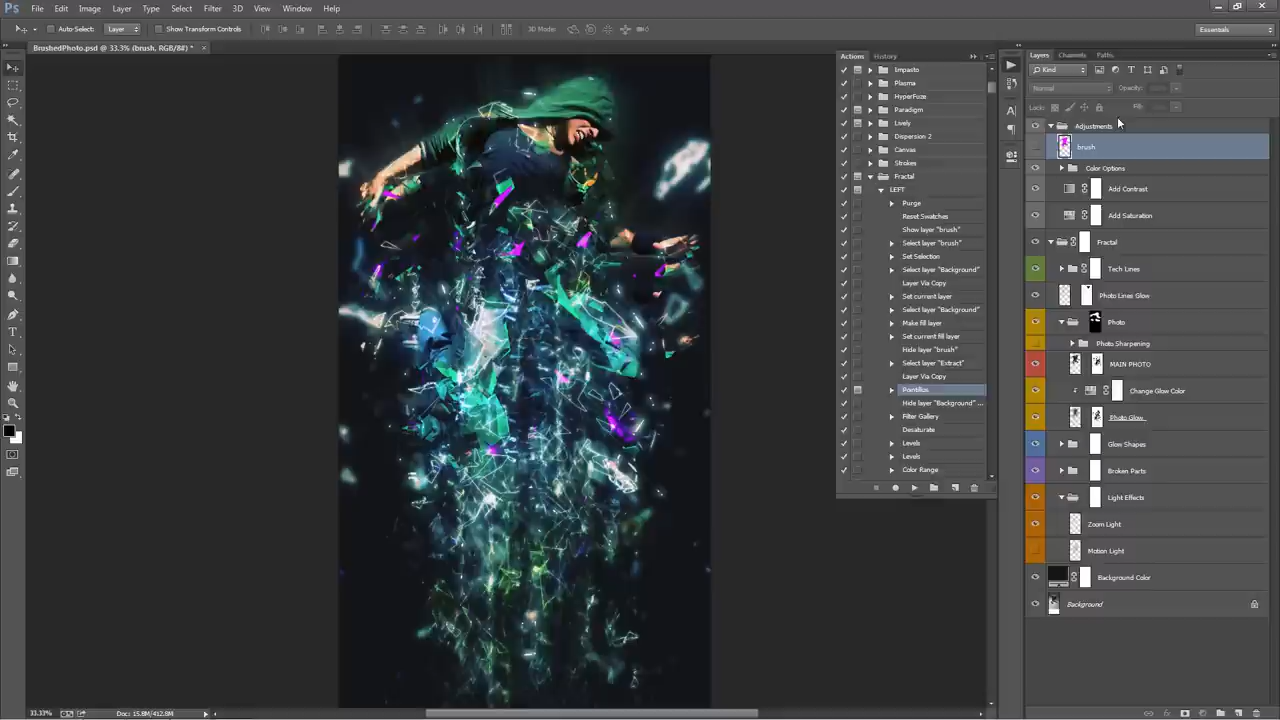 Ps File Edit Image Layer Type Select Filter 3D View Window Help
Auto-Select: Layer Show Transform Controls 3D Mode: Essentials
BrushedPhoto.psd @ 33.3% (brush, RGB/8#) * ×
Actions History
Impasto
Plasma
HyperFuze
Paradigm
Lively
Dispersion 2
Canvas
Strokes
Fractal
LEFT
Purge
Reset Swatches
Show layer "brush"
Select layer "brush"
Set Selection
Select layer "Background"
Layer Via Copy
Set current layer
Select layer "Background"
Make fill layer
Set current fill layer
Hide layer "brush"
Select layer "Extract"
Layer Via Copy
Pointillize
Hide layer "Background" ...
Filter Gallery
Desaturate
Levels
Levels
Color Range
Layers Channels Paths
Kind
Normal Opacity:
Lock: Fill:
Adjustments
brush
Color Options
Add Contrast
Add Saturation
Fractal
Tech Lines
Photo Lines Glow
Photo
Photo Sharpening
MAIN PHOTO
Change Glow Color
Photo Glow
Glow Shapes
Broken Parts
Light Effects
Zoom Light
Motion Light
Background Color
Background
33.33% Doc: 15.8M/412.8M